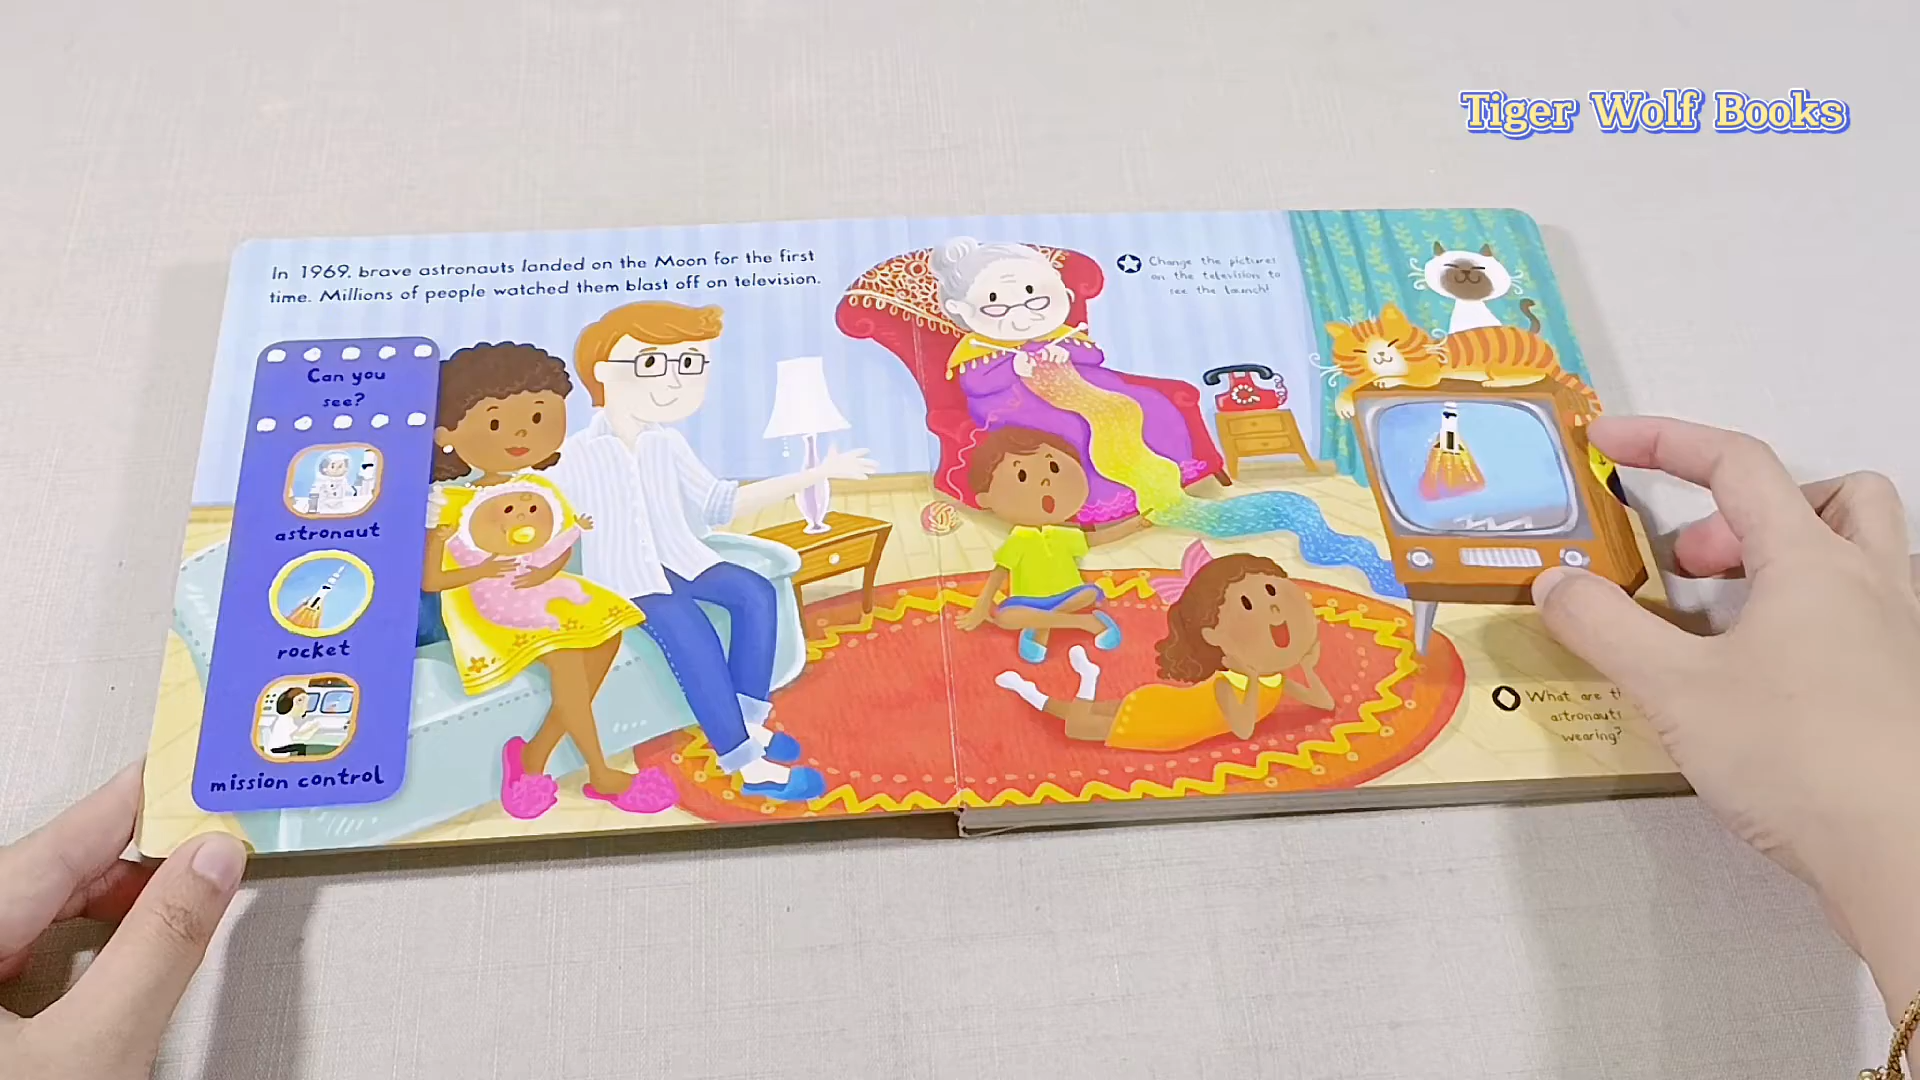 Tiger Wolf Books
In 1969, brave astronauts landed on the Moon for the first
time. Millions of people watched them blast off on television.
Change the pictures
on the television to
see the launch!
Can you
see?
astronaut
rocket
mission control
What are
astronauts
wearing?